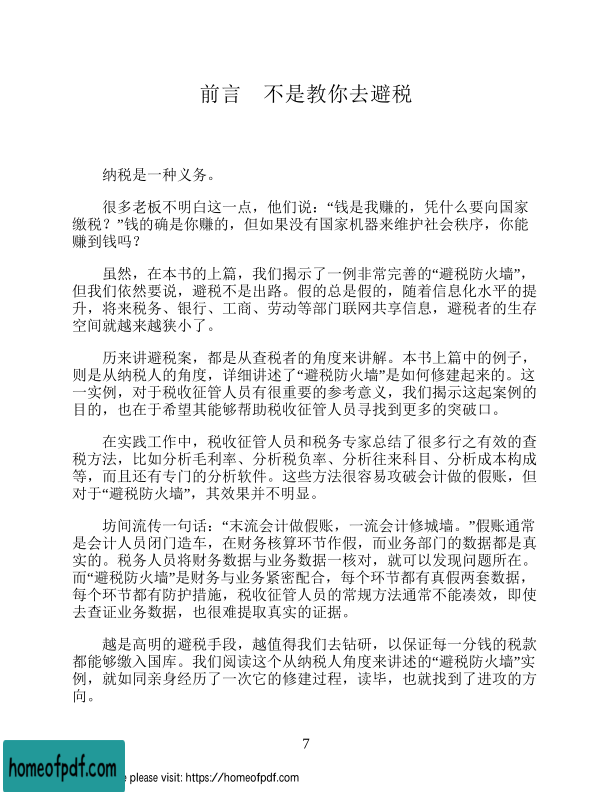 前言　不是教你去避税
纳税是一种义务。
很多老板不明白这一点，他们说：“钱是我赚的，凭什么要向国家
缴税？”钱的确是你赚的，但如果没有国家机器来维护社会秩序，你能
赚到钱吗？
虽然，在本书的上篇，我们揭示了一例非常完善的“避税防火墙”，
但我们依然要说，避税不是出路。假的总是假的，随着信息化水平的提
升，将来税务、银行、工商、劳动等部门联网共享信息，避税者的生存
空间就越来越狭小了。
历来讲避税案，都是从查税者的角度来讲解。本书上篇中的例子，
则是从纳税人的角度，详细讲述了“避税防火墙”是如何修建起来的。这
一实例，对于税收征管人员有很重要的参考意义，我们揭示这起案例的
目的，也在于希望其能够帮助税收征管人员寻找到更多的突破口。
在实践工作中，税收征管人员和税务专家总结了很多行之有效的查
税方法，比如分析毛利率、分析税负率、分析往来科目、分析成本构成
等，而且还有专门的分析软件。这些方法很容易攻破会计做的假账，但
对于“避税防火墙”，其效果并不明显。
坊间流传一句话：“末流会计做假账，一流会计修城墙。”假账通常
是会计人员闭门造车，在财务核算环节作假，而业务部门的数据都是真
实的。税务人员将财务数据与业务数据一核对，就可以发现问题所在。
而“避税防火墙”是财务与业务紧密配合，每个环节都有真假两套数据，
每个环节都有防护措施，税收征管人员的常规方法通常不能凑效，即使
去查证业务数据，也很难提取真实的证据。
越是高明的避税手段，越值得我们去钻研，以保证每一分钱的税款
都能够缴入国库。我们阅读这个从纳税人角度来讲述的“避税防火墙”实
例，就如同亲身经历了一次它的修建过程，读毕，也就找到了进攻的方
向。
7
homeofpdf.com
e please visit: https://homeofpdf.com